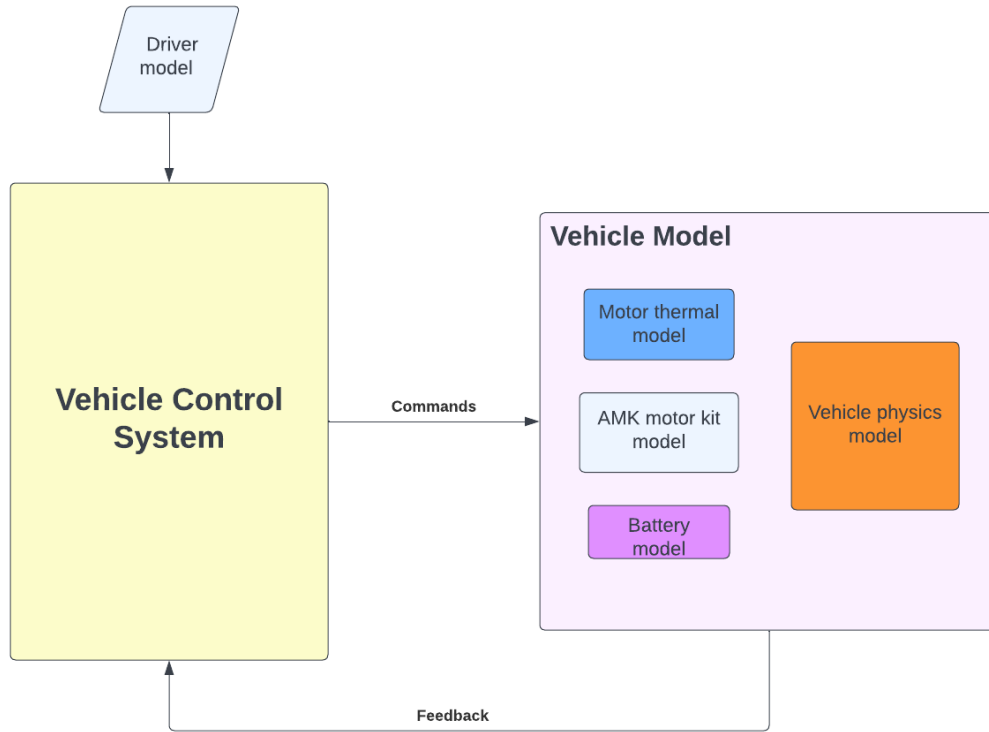 Driver
model
Vehicle Model
Motor thermal
model
Vehicle Control
System
Commands
AMK motor kit
model
Vehicle physics
model
Battery
model
Feedback